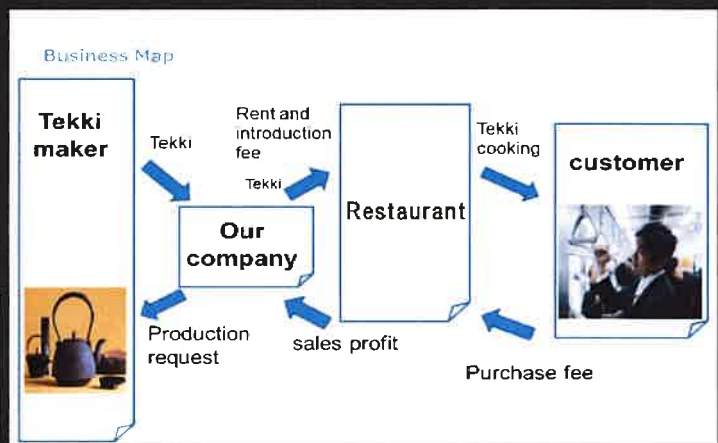 Business Map
Tekki
maker
Tekki
Rent and
introduction
fee
Tekki
Our
company
Production
request
Restaurant
sales profit
Tekki
cooking
customer
Purchase fee